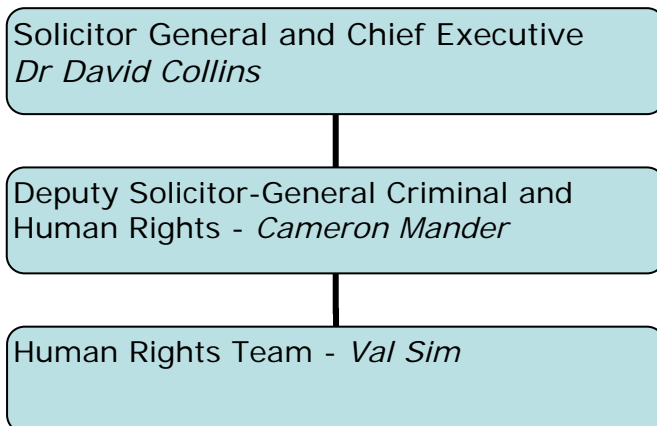 Solicitor General and Chief Executive
Dr David Collins
Deputy Solicitor-General Criminal and
Human Rights - Cameron Mander
Human Rights Team - Val Sim